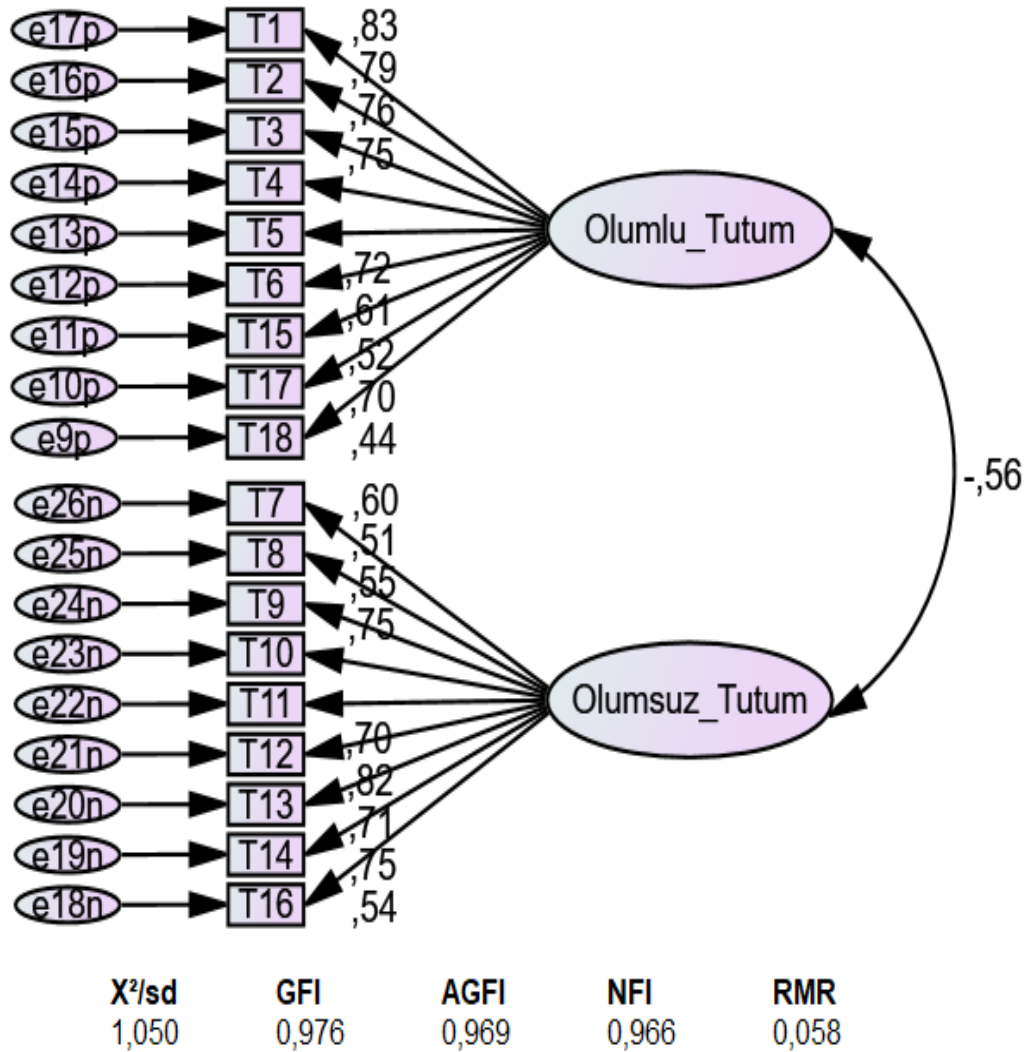 e17p T1 ,83
e16p T2 ,79
e15p T3 ,76
e14p T4 ,75
e13p T5
e12p T6 ,72
e11p T15 ,61
e10p T17 ,52
,70
e9p T18 ,44
Olumlu_Tutum
-,56
e26n T7 ,60
e25n T8 ,51
e24n T9 ,55
e23n T10 ,75
e22n T11
e21n T12 ,70
e20n T13 ,82
e19n T14 ,71
,75
e18n T16 ,54
Olumsuz_Tutum
X²/sd GFI AGFI NFI RMR
1,050 0,976 0,969 0,966 0,058